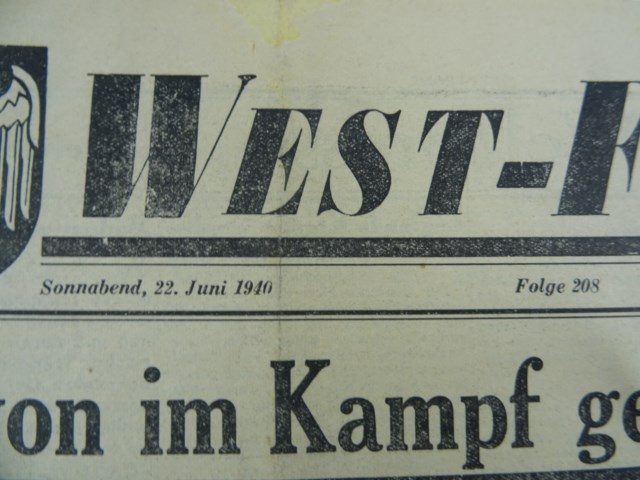 WEST-F
Sonnabend, 22. Juni 1940 Folge 208
von im Kampf ge